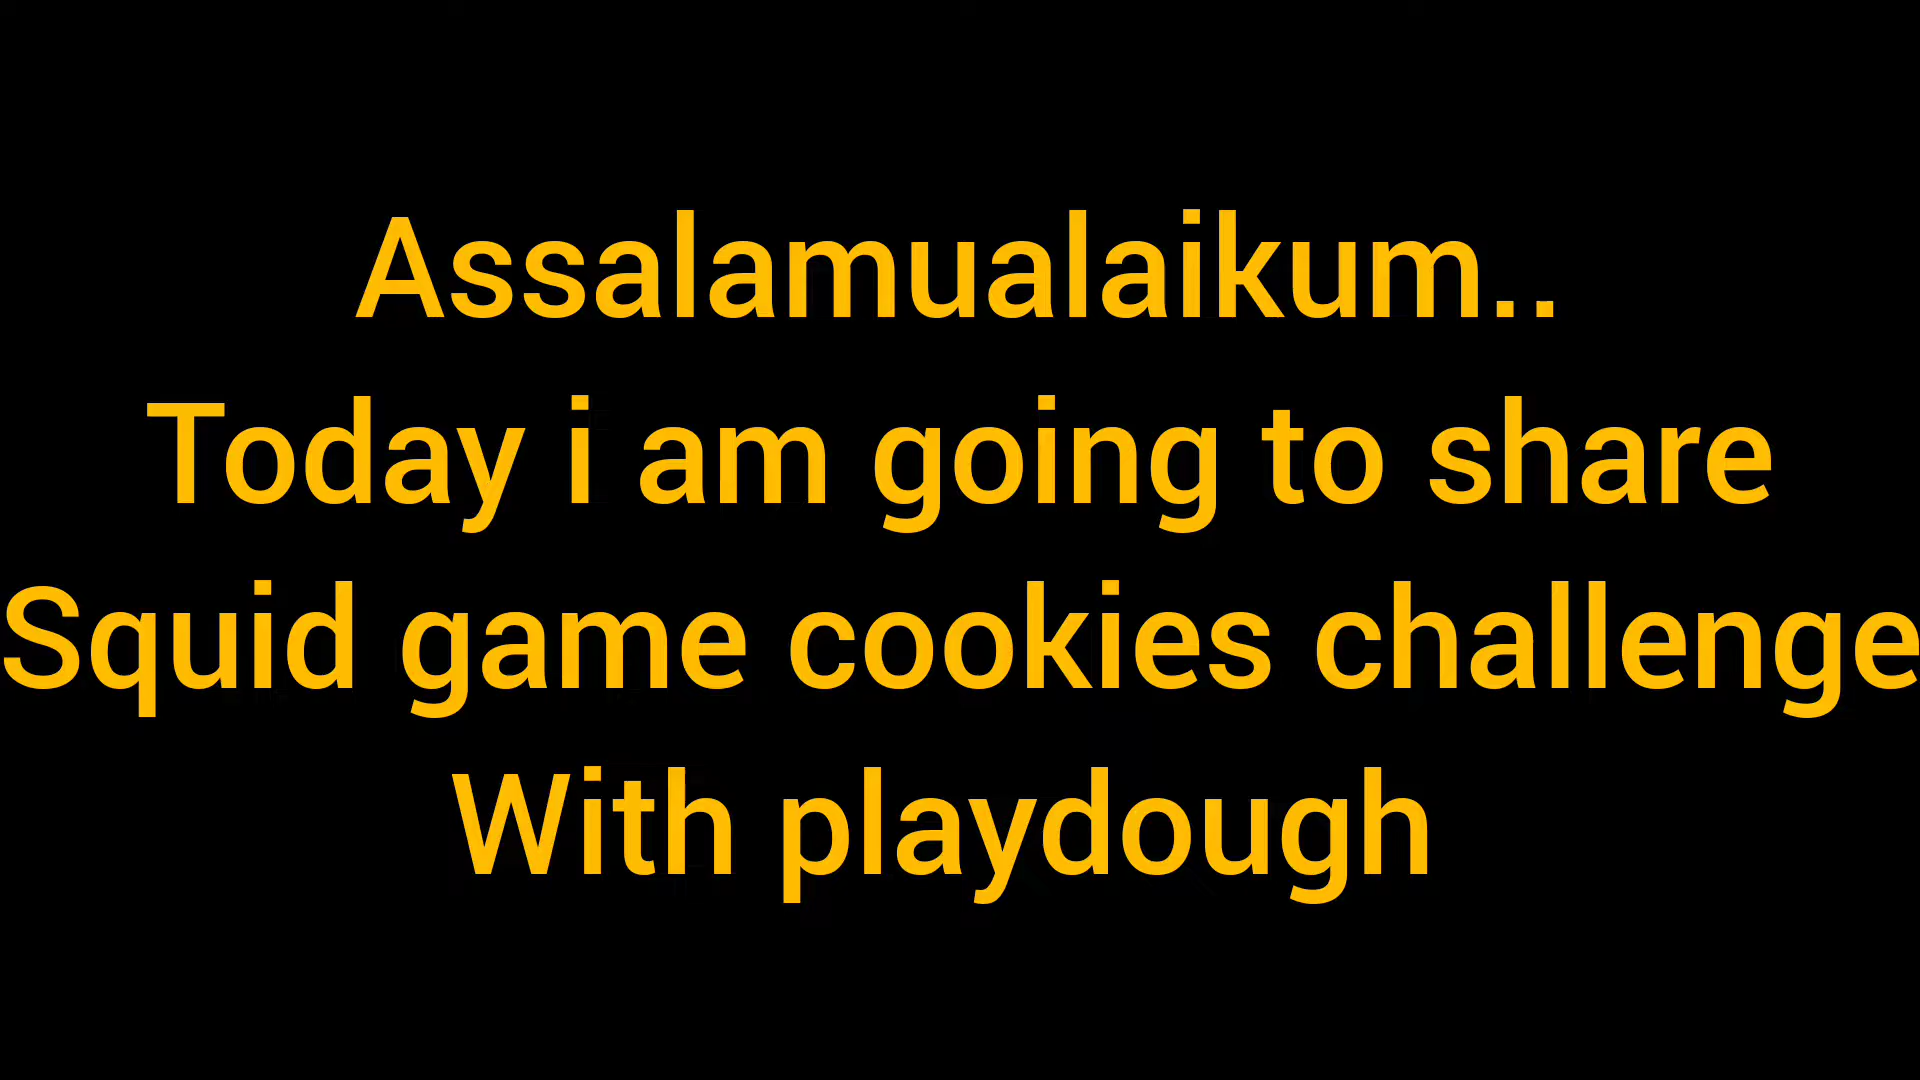 Assalamualaikum..
Today i am going to share
Squid game cookies challenge
With playdough